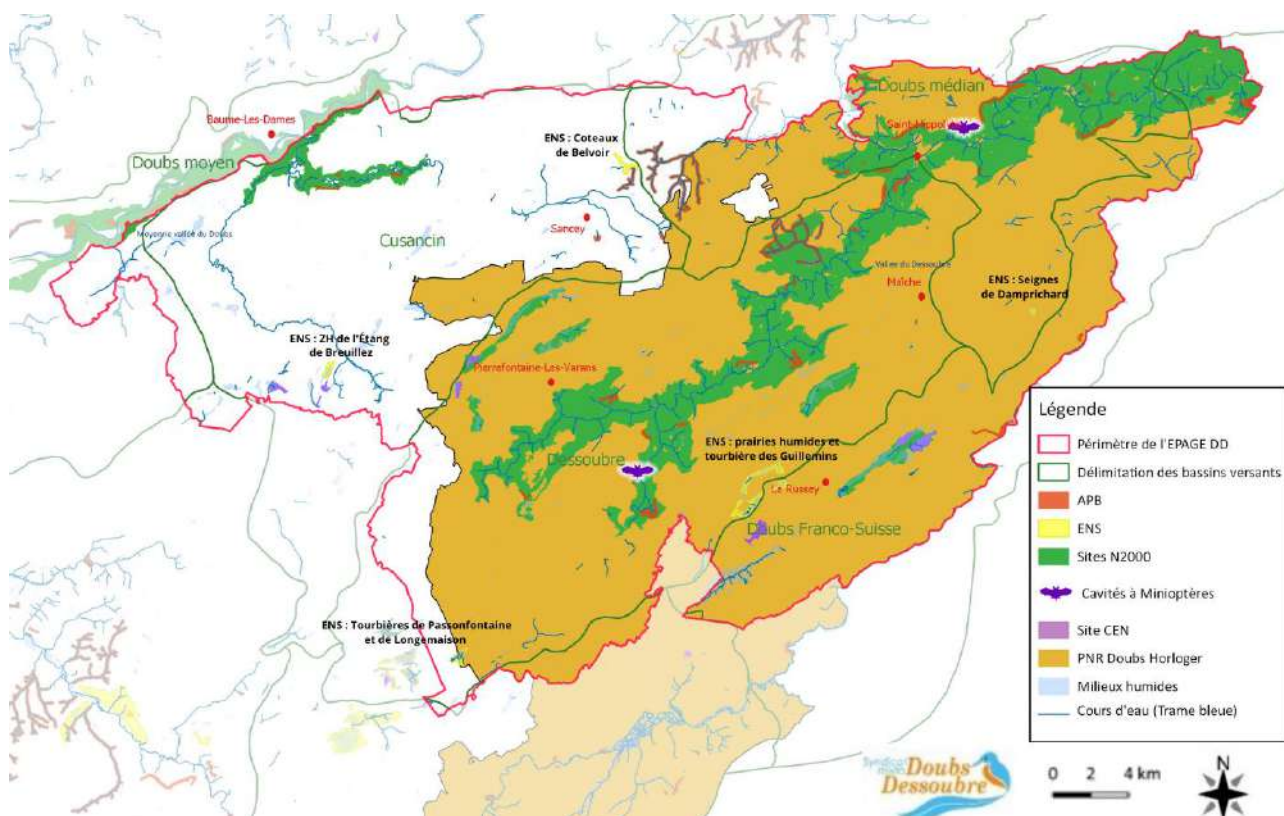 Doubs médian
Baume-Les-Dames
Saint-Hippol
ENS : Coteaux
de Belvoir
Doubs moyen
Moyenne vallée du Doubs
Sancey
Cusancin
Vallée du Dessoubre
Maîche
ENS : Seignes
de Damprichard
ENS : ZH de l'Étang
de Breuillez
Pierrefontaine-Les-Varans
ENS : prairies humides et
tourbière des Guillemins
Dessoubre
Le Russey
Doubs Franco-Suisse
ENS : Tourbières de Passonfontaine
et de Longemaison
Légende
Périmètre de l'EPAGE DD
Délimitation des bassins versants
APB
ENS
Sites N2000
Cavités à Minioptères
Site CEN
PNR Doubs Horloger
Milieux humides
Cours d'eau (Trame bleue)
Syndicat mixte
Doubs
Dessoubre
0 2 4 km
N